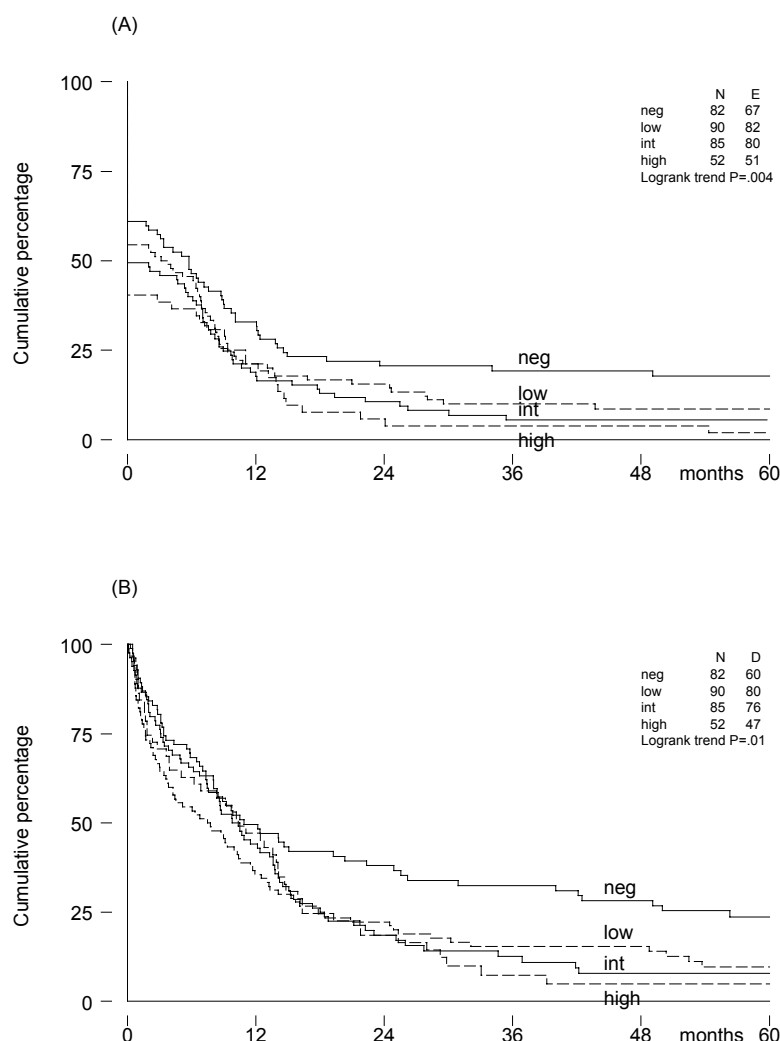 (A)
100
75
50
25
0
Cumulative percentage
N E
neg 82 67
low 90 82
int 85 80
high 52 51
Logrank trend P=.004
neg
low
int
high
0 12 24 36 48 months 60
(B)
100
75
50
25
0
Cumulative percentage
N D
neg 82 60
low 90 80
int 85 76
high 52 47
Logrank trend P=.01
neg
low
int
high
0 12 24 36 48 months 60